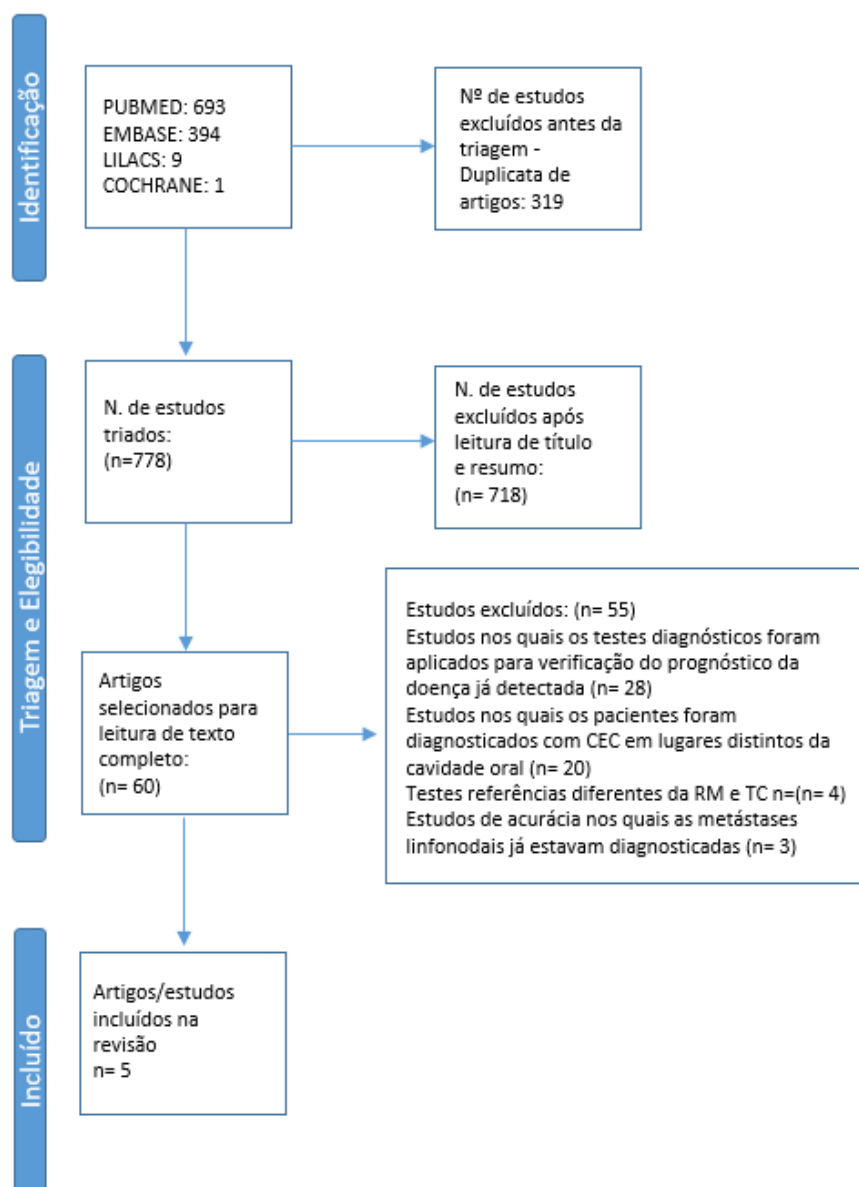 Identificação
PUBMED: 693
EMBASE: 394
LILACS: 9
COCHRANE: 1
Nº de estudos
excluídos antes da
triagem -
Duplicata de
artigos: 319
Triagem e Elegibilidade
N. de estudos
triados:
(n=778)
N. de estudos
excluídos após
leitura de título
e resumo:
(n= 718)
Artigos
selecionados para
leitura de texto
completo:
(n= 60)
Estudos excluídos: (n= 55)
Estudos nos quais os testes diagnósticos foram
aplicados para verificação do prognóstico da
doença já detectada (n= 28)
Estudos nos quais os pacientes foram
diagnosticados com CEC em lugares distintos da
cavidade oral (n= 20)
Testes referências diferentes da RM e TC n=(n= 4)
Estudos de acurácia nos quais as metástases
linfonodais já estavam diagnosticadas (n= 3)
Incluído
Artigos/estudos
incluídos na
revisão
n= 5